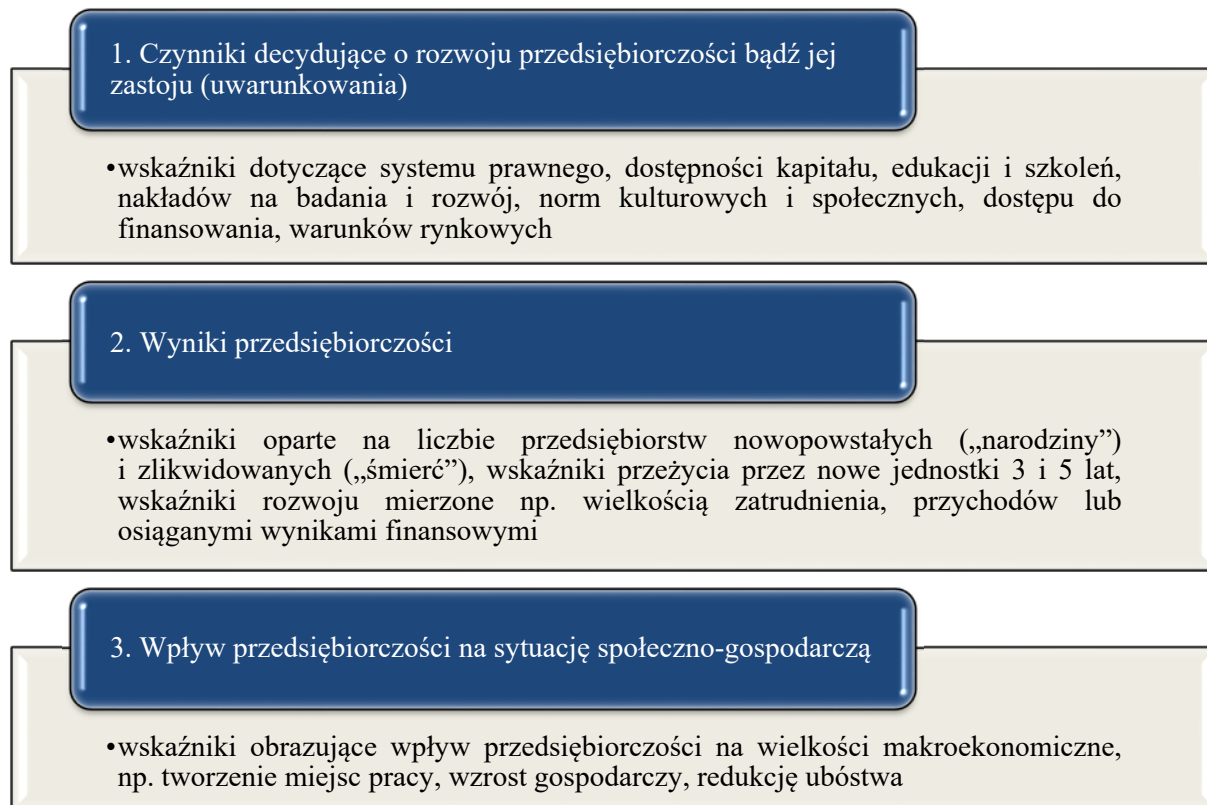 1. Czynniki decydujące o rozwoju przedsiębiorczości bądź jej
zastoju (uwarunkowania)
•wskaźniki dotyczące systemu prawnego, dostępności kapitału, edukacji i szkoleń,
nakładów na badania i rozwój, norm kulturowych i społecznych, dostępu do
finansowania, warunków rynkowych
2. Wyniki przedsiębiorczości
•wskaźniki oparte na liczbie przedsiębiorstw nowopowstałych („narodziny”)
i zlikwidowanych („śmierć”), wskaźniki przeżycia przez nowe jednostki 3 i 5 lat,
wskaźniki rozwoju mierzone np. wielkością zatrudnienia, przychodów lub
osiąganymi wynikami finansowymi
3. Wpływ przedsiębiorczości na sytuację społeczno-gospodarczą
•wskaźniki obrazujące wpływ przedsiębiorczości na wielkości makroekonomiczne,
np. tworzenie miejsc pracy, wzrost gospodarczy, redukcję ubóstwa